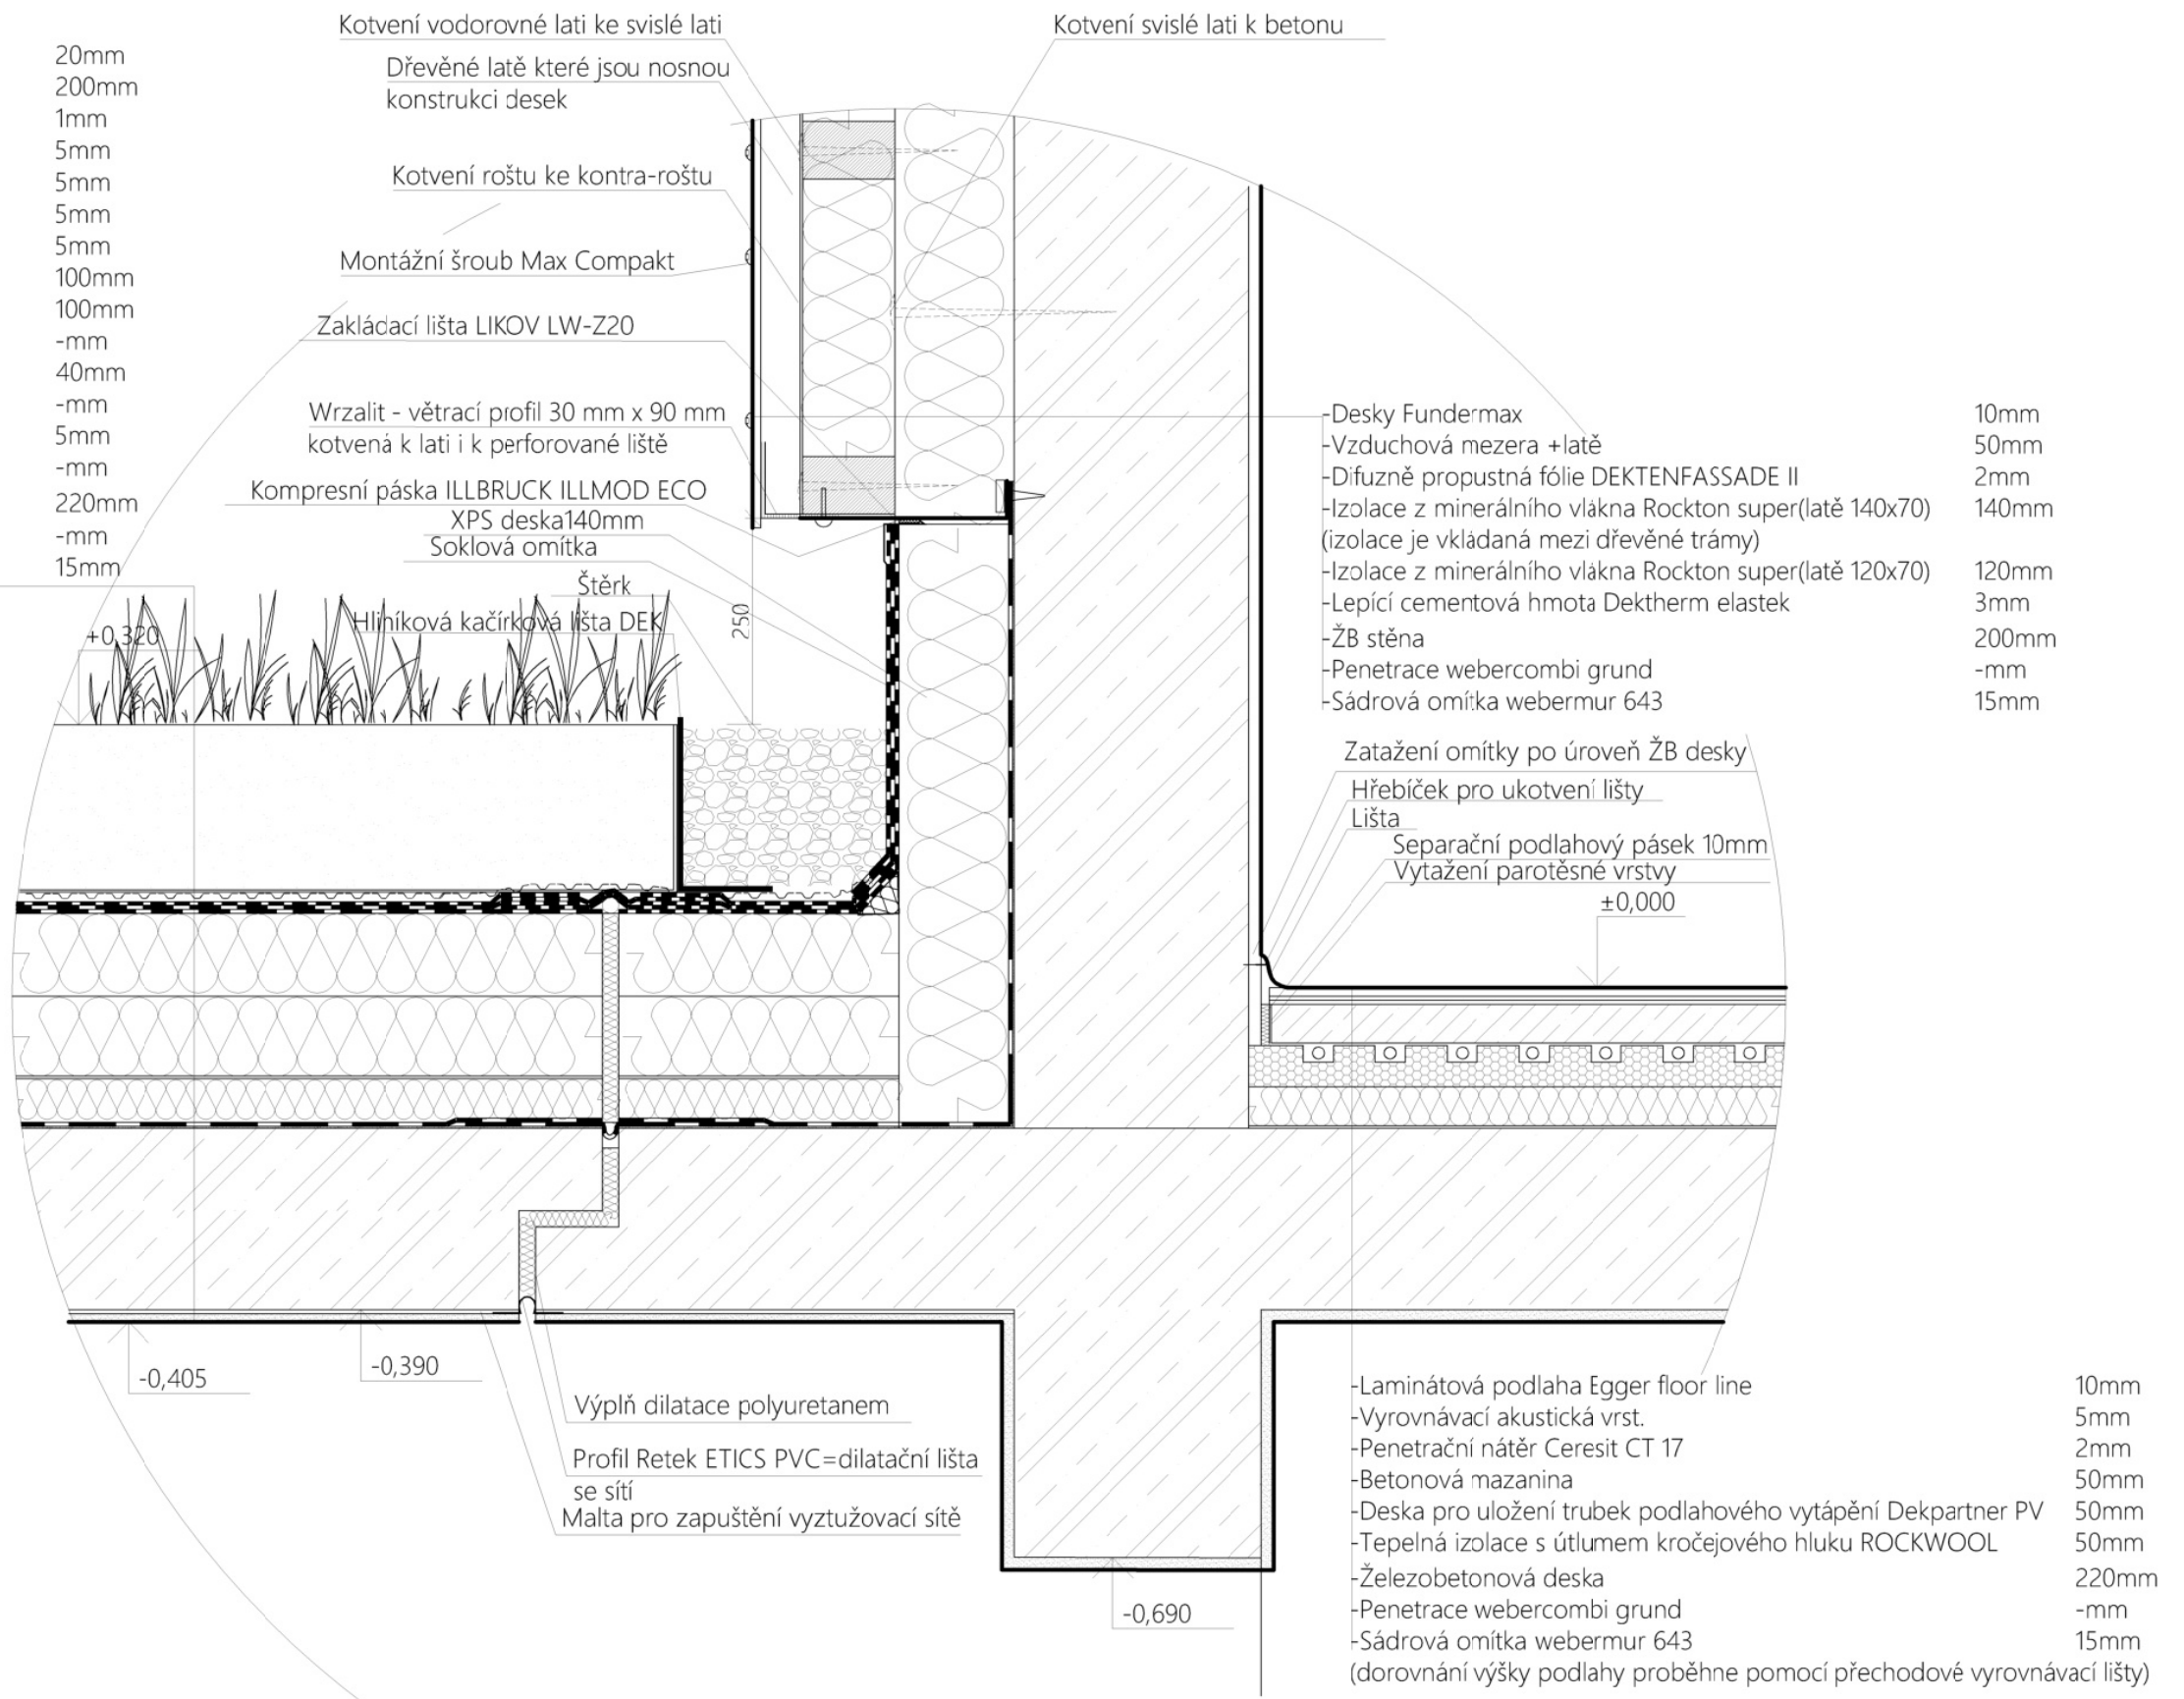 Kotvení vodorovné lati ke svislé lati
Kotvení svislé lati k betonu
Dřevěné latě které jsou nosnou
konstrukci desek
Kotvení roštu ke kontra-roštu
Montážní šroub Max Compakt
Zakládací lišta LIKOV LW-Z20
Wrzalit - větrací profil 30 mm x 90 mm
kotvená k lati i k perforované liště
Kompresní páska ILLBRUCK ILLMOD ECO
XPS deska140mm
Soklová omítka
Štěrk
Hliníková kačírková lišta DEK
20mm
200mm
1mm
5mm
5mm
5mm
5mm
100mm
100mm
-mm
40mm
-mm
5mm
-mm
220mm
-mm
15mm
+0,320
250
-Desky Fundermax 10mm
-Vzduchová mezera +latě 50mm
-Difuzně propustná fólie DEKTENFASSADE II 2mm
-Izolace z minerálního vlákna Rockton super(latě 140x70) 140mm
(izolace je vkládaná mezi dřevěné trámy)
-Izolace z minerálního vlákna Rockton super(latě 120x70) 120mm
-Lepící cementová hmota Dektherm elastek 3mm
-ŽB stěna 200mm
-Penetrace webercombi grund -mm
-Sádrová omítka webermur 643 15mm
Zatažení omítky po úroveň ŽB desky
Hřebíček pro ukotvení lišty
Lišta
Separační podlahový pásek 10mm
Vytažení parotěsné vrstvy
±0,000
-0,405
-0,390
Výplň dilatace polyuretanem
Profil Retek ETICS PVC=dilatační lišta
se sítí
Malta pro zapuštění vyztužovací sítě
-0,690
-Laminátová podlaha Egger floor line 10mm
-Vyrovnávací akustická vrst. 5mm
-Penetrační nátěr Ceresit CT 17 2mm
-Betonová mazanina 50mm
-Deska pro uložení trubek podlahového vytápění Dekpartner PV 50mm
-Tepelná izolace s útlumem kročejového hluku ROCKWOOL 50mm
-Železobetonová deska 220mm
-Penetrace webercombi grund -mm
-Sádrová omítka webermur 643 15mm
(dorovnání výšky podlahy proběhne pomocí přechodové vyrovnávací lišty)